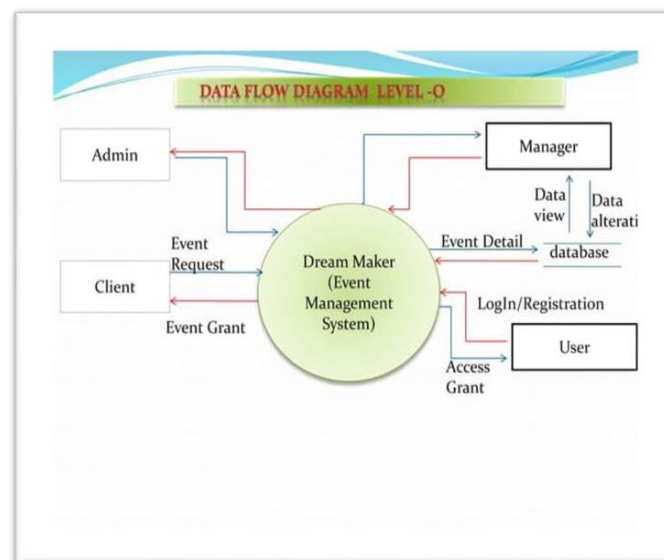 DATA FLOW DIAGRAM LEVEL -O
Admin
Manager
Data
view
Data
alterati
Event
Request
Event Detail
database
Dream Maker
(Event
Management
System)
Client
LogIn/Registration
Event Grant
User
Access
Grant